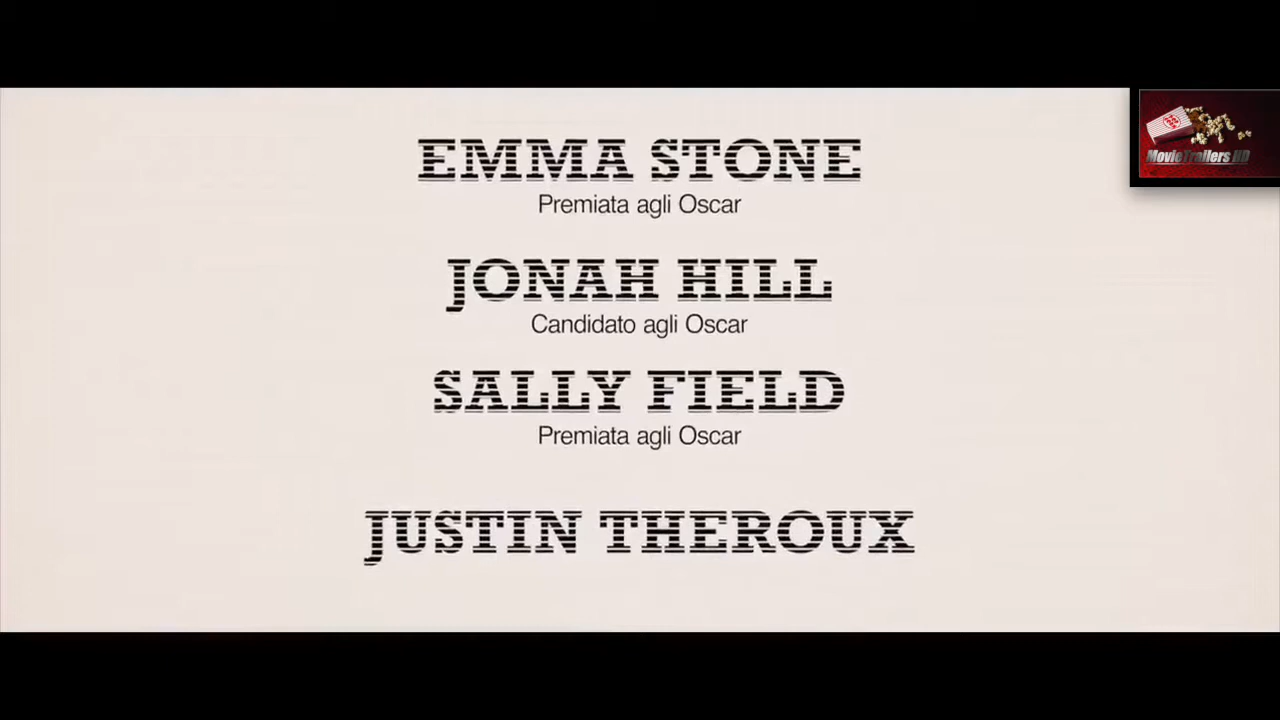 EMMA STONE
Premiata agli Oscar
JONAH HILL
Candidato agli Oscar
SALLY FIELD
Premiata agli Oscar
JUSTIN THEROUX
MovieTrailers HD